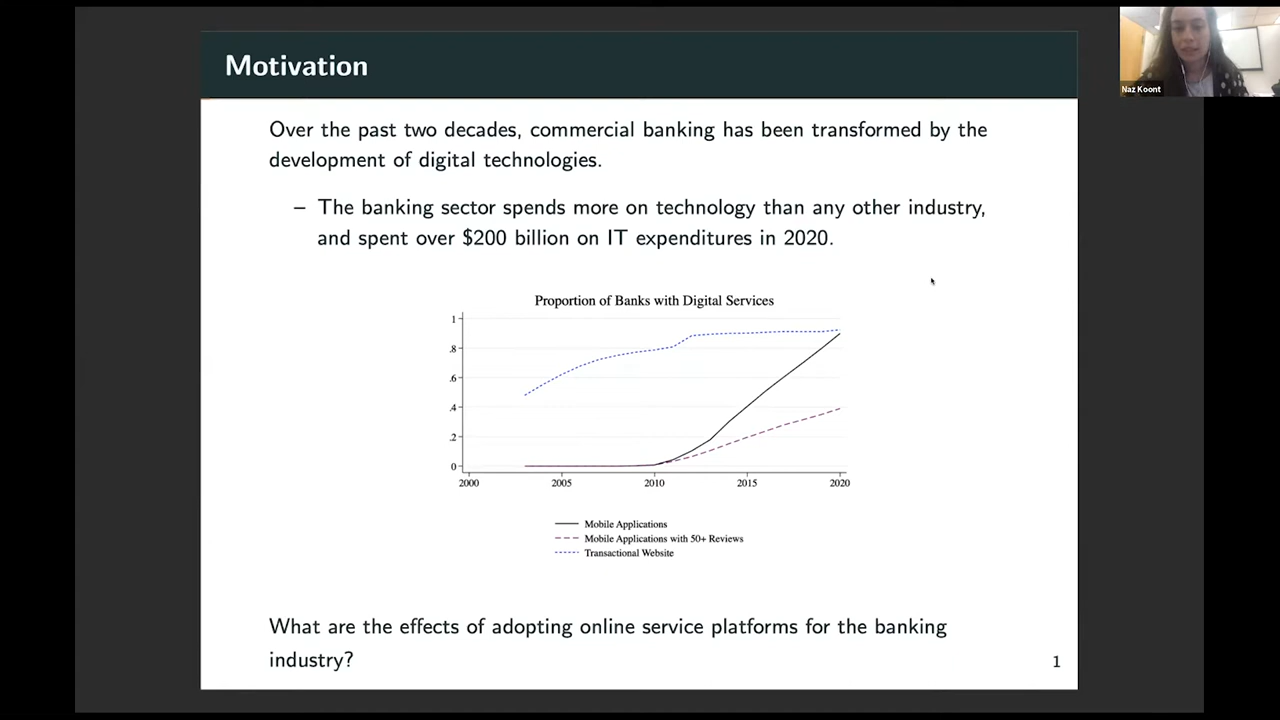 Motivation
Naz Koont
Over the past two decades, commercial banking has been transformed by the
development of digital technologies.
– The banking sector spends more on technology than any other industry,
and spent over $200 billion on IT expenditures in 2020.
Proportion of Banks with Digital Services
1
.8
.6
.4
.2
0
2000 2005 2010 2015 2020
Mobile Applications
Mobile Applications with 50+ Reviews
Transactional Website
What are the effects of adopting online service platforms for the banking
industry?
1